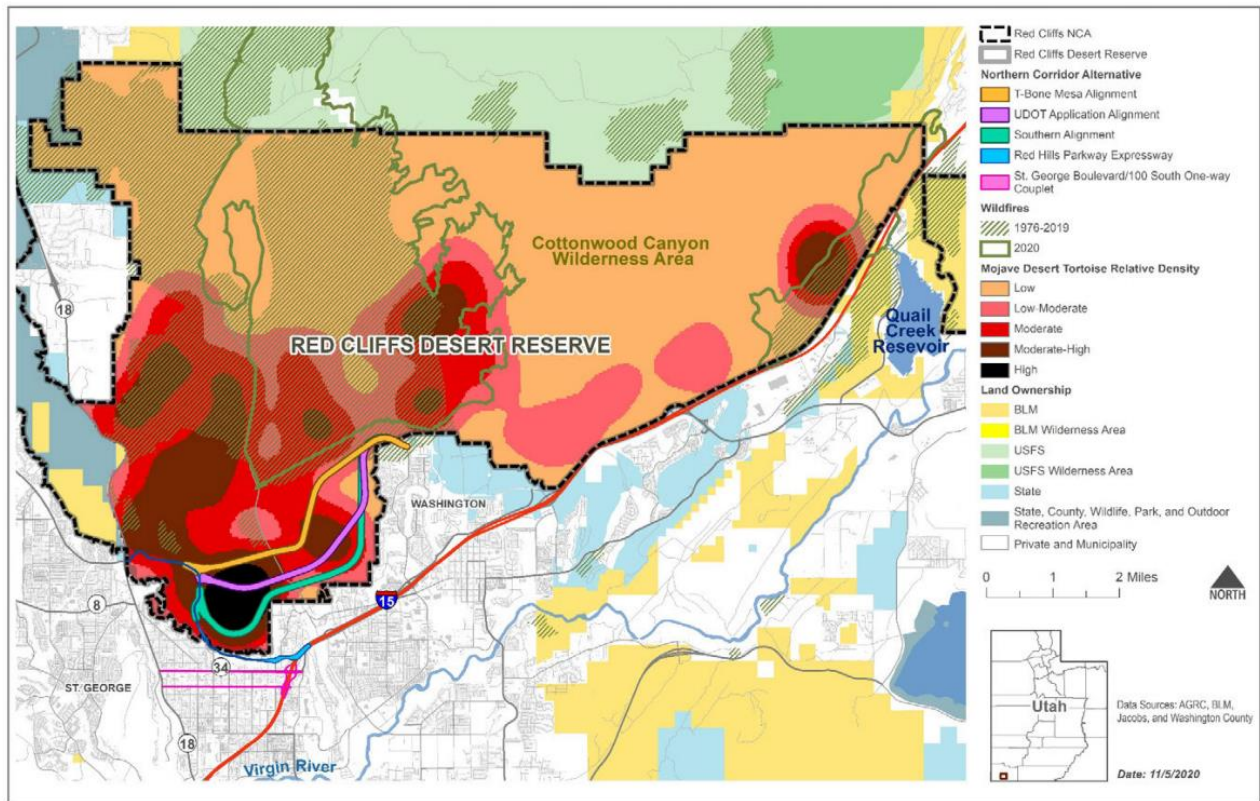 Cottonwood Canyon
Wilderness Area
18
RED CLIFFS DESERT RESERVE
Quail
Creek
Resevoir
WASHINGTON
15
8
34
ST. GEORGE
18
Virgin River
Red Cliffs NCA
Red Cliffs Desert Reserve
Northern Corridor Alternative
T-Bone Mesa Alignment
UDOT Application Alignment
Southern Alignment
Red Hills Parkway Expressway
St. George Boulevard/100 South One-way
Couplet
Wildfires
1976-2019
2020
Mojave Desert Tortoise Relative Density
Low
Low-Moderate
Moderate
Moderate-High
High
Land Ownership
BLM
BLM Wilderness Area
USFS
USFS Wilderness Area
State
State, County, Wildlife, Park, and Outdoor
Recreation Area
Private and Municipality
0 1 2 Miles
NORTH
Utah
Data Sources: AGRC, BLM,
Jacobs, and Washington County
Date: 11/5/2020